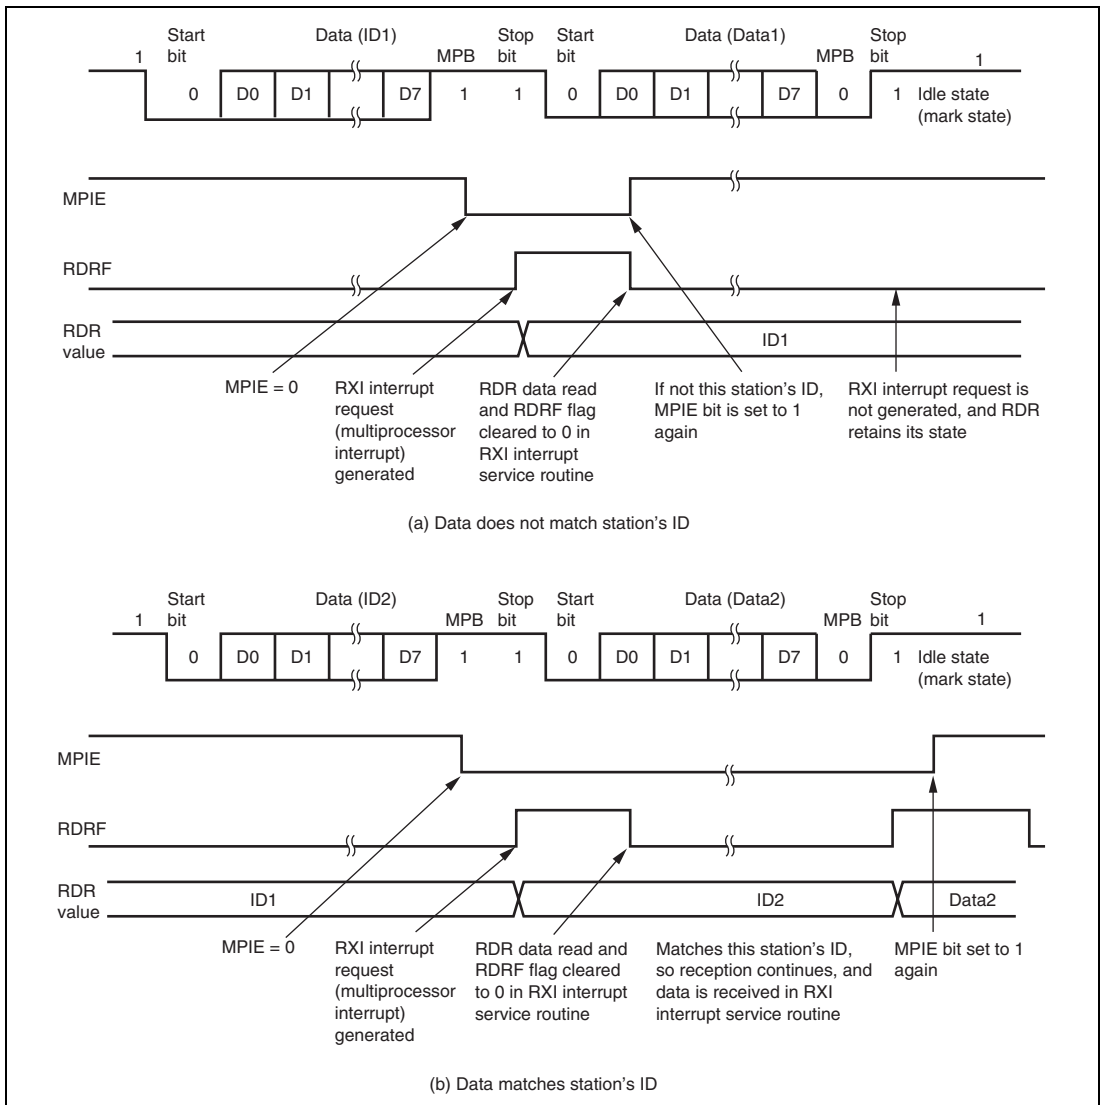 Start bit
Data (ID1)
MPB
Stop bit
Start bit
Data (Data1)
MPB
Stop bit
1
1
0 D0 D1 D7 1 1 0 D0 D1 D7 0 1 Idle state (mark state)
MPIE
RDRF
RDR value
ID1
MPIE = 0
RXI interrupt
request
(multiprocessor
interrupt)
generated
RDR data read
and RDRF flag
cleared to 0 in
RXI interrupt
service routine
If not this station's ID,
MPIE bit is set to 1
again
RXI interrupt request is
not generated, and RDR
retains its state
(a) Data does not match station's ID
Start bit
Data (ID2)
MPB
Stop bit
Start bit
Data (Data2)
MPB
Stop bit
1
1
0 D0 D1 D7 1 1 0 D0 D1 D7 0 1 Idle state (mark state)
MPIE
RDRF
RDR value
ID1
ID2
Data2
MPIE = 0
RXI interrupt
request
(multiprocessor
interrupt)
generated
RDR data read and
RDRF flag cleared
to 0 in RXI interrupt
service routine
Matches this station's ID,
so reception continues, and
data is received in RXI
interrupt service routine
MPIE bit set to 1
again
(b) Data matches station's ID